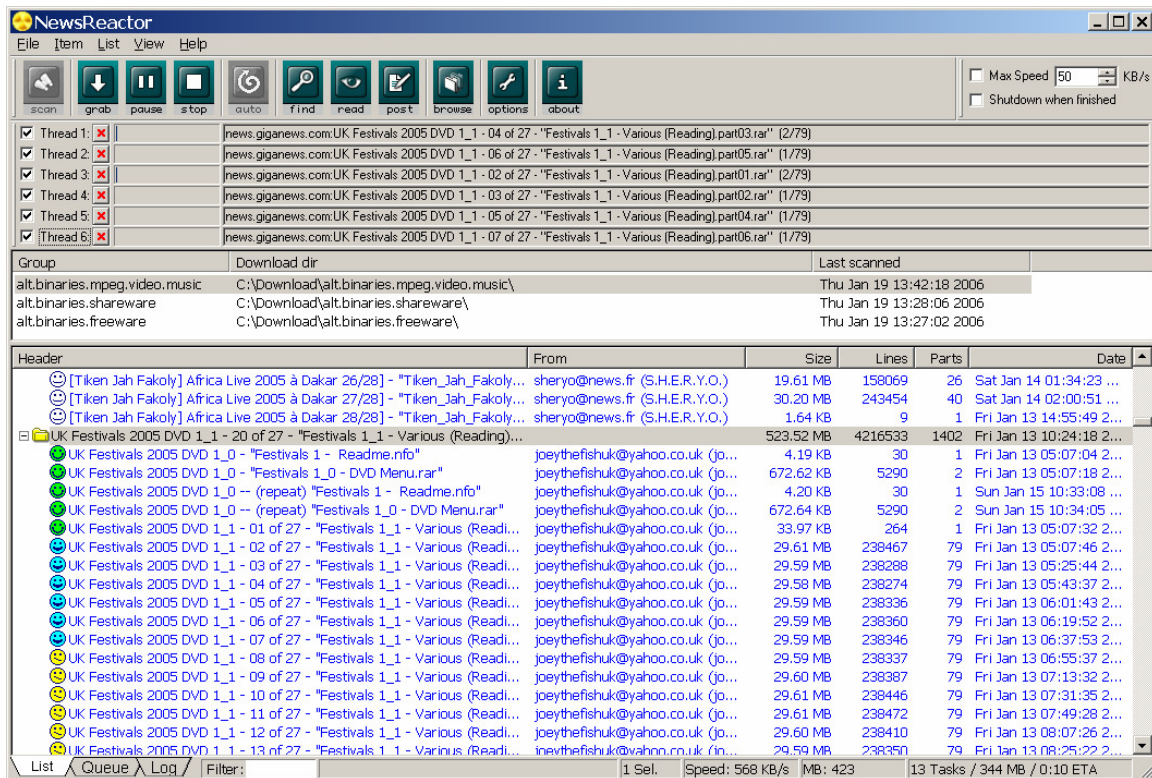 NewsReactor
File Item List View Help
scan grab pause stop auto find read post browse options about
Max Speed 50 KB/s
Shutdown when finished
Thread 1: news.giganews.com:UK Festivals 2005 DVD 1_1 - 04 of 27 - "Festivals 1_1 - Various (Reading).part03.rar" (2/79)
Thread 2: news.giganews.com:UK Festivals 2005 DVD 1_1 - 06 of 27 - "Festivals 1_1 - Various (Reading).part05.rar" (1/79)
Thread 3: news.giganews.com:UK Festivals 2005 DVD 1_1 - 02 of 27 - "Festivals 1_1 - Various (Reading).part01.rar" (2/79)
Thread 4: news.giganews.com:UK Festivals 2005 DVD 1_1 - 03 of 27 - "Festivals 1_1 - Various (Reading).part02.rar" (1/79)
Thread 5: news.giganews.com:UK Festivals 2005 DVD 1_1 - 05 of 27 - "Festivals 1_1 - Various (Reading).part04.rar" (1/79)
Thread 6: news.giganews.com:UK Festivals 2005 DVD 1_1 - 07 of 27 - "Festivals 1_1 - Various (Reading).part06.rar" (1/79)
Group Download dir Last scanned
alt.binaries.mpeg.video.music C:\Download\alt.binaries.mpeg.video.music\ Thu Jan 19 13:42:18 2006
alt.binaries.shareware C:\Download\alt.binaries.shareware\ Thu Jan 19 13:28:06 2006
alt.binaries.freeware C:\Download\alt.binaries.freeware\ Thu Jan 19 13:27:02 2006
Header From Size Lines Parts Date
[Tiken Jah Fakoly] Africa Live 2005 à Dakar 26/28] - "Tiken_Jah_Fakoly... sheryo@news.fr (S.H.E.R.Y.O.) 19.61 MB 158069 26 Sat Jan 14 01:34:23 ...
[Tiken Jah Fakoly] Africa Live 2005 à Dakar 27/28] - "Tiken_Jah_Fakoly... sheryo@news.fr (S.H.E.R.Y.O.) 30.20 MB 243454 40 Sat Jan 14 02:00:51 ...
[Tiken Jah Fakoly] Africa Live 2005 à Dakar 28/28] - "Tiken_Jah_Fakoly... sheryo@news.fr (S.H.E.R.Y.O.) 1.64 KB 9 1 Fri Jan 13 14:55:49 2...
UK Festivals 2005 DVD 1_1 - 20 of 27 - "Festivals 1_1 - Various (Reading)... 523.52 MB 4216533 1402 Fri Jan 13 10:24:18 2...
UK Festivals 2005 DVD 1_0 - "Festivals 1 - Readme.nfo" joeythefishuk@yahoo.co.uk (jo... 4.19 KB 30 1 Fri Jan 13 05:07:04 2...
UK Festivals 2005 DVD 1_0 - "Festivals 1_0 - DVD Menu.rar" joeythefishuk@yahoo.co.uk (jo... 672.62 KB 5290 2 Fri Jan 13 05:07:18 2...
UK Festivals 2005 DVD 1_0 -- (repeat) "Festivals 1 - Readme.nfo" joeythefishuk@yahoo.co.uk (jo... 4.20 KB 30 1 Sun Jan 15 10:33:08 ...
UK Festivals 2005 DVD 1_0 -- (repeat) "Festivals 1_0 - DVD Menu.rar" joeythefishuk@yahoo.co.uk (jo... 672.64 KB 5290 2 Sun Jan 15 10:34:05 ...
UK Festivals 2005 DVD 1_1 - 01 of 27 - "Festivals 1_1 - Various (Readi... joeythefishuk@yahoo.co.uk (jo... 33.97 KB 264 1 Fri Jan 13 05:07:32 2...
UK Festivals 2005 DVD 1_1 - 02 of 27 - "Festivals 1_1 - Various (Readi... joeythefishuk@yahoo.co.uk (jo... 29.61 MB 238467 79 Fri Jan 13 05:07:46 2...
UK Festivals 2005 DVD 1_1 - 03 of 27 - "Festivals 1_1 - Various (Readi... joeythefishuk@yahoo.co.uk (jo... 29.59 MB 238288 79 Fri Jan 13 05:25:44 2...
UK Festivals 2005 DVD 1_1 - 04 of 27 - "Festivals 1_1 - Various (Readi... joeythefishuk@yahoo.co.uk (jo... 29.58 MB 238274 79 Fri Jan 13 05:43:37 2...
UK Festivals 2005 DVD 1_1 - 05 of 27 - "Festivals 1_1 - Various (Readi... joeythefishuk@yahoo.co.uk (jo... 29.59 MB 238336 79 Fri Jan 13 06:01:43 2...
UK Festivals 2005 DVD 1_1 - 06 of 27 - "Festivals 1_1 - Various (Readi... joeythefishuk@yahoo.co.uk (jo... 29.59 MB 238360 79 Fri Jan 13 06:19:52 2...
UK Festivals 2005 DVD 1_1 - 07 of 27 - "Festivals 1_1 - Various (Readi... joeythefishuk@yahoo.co.uk (jo... 29.59 MB 238346 79 Fri Jan 13 06:37:53 2...
UK Festivals 2005 DVD 1_1 - 08 of 27 - "Festivals 1_1 - Various (Readi... joeythefishuk@yahoo.co.uk (jo... 29.59 MB 238337 79 Fri Jan 13 06:55:37 2...
UK Festivals 2005 DVD 1_1 - 09 of 27 - "Festivals 1_1 - Various (Readi... joeythefishuk@yahoo.co.uk (jo... 29.60 MB 238387 79 Fri Jan 13 07:13:32 2...
UK Festivals 2005 DVD 1_1 - 10 of 27 - "Festivals 1_1 - Various (Readi... joeythefishuk@yahoo.co.uk (jo... 29.61 MB 238446 79 Fri Jan 13 07:31:35 2...
UK Festivals 2005 DVD 1_1 - 11 of 27 - "Festivals 1_1 - Various (Readi... joeythefishuk@yahoo.co.uk (jo... 29.61 MB 238472 79 Fri Jan 13 07:49:28 2...
UK Festivals 2005 DVD 1_1 - 12 of 27 - "Festivals 1_1 - Various (Readi... joeythefishuk@yahoo.co.uk (jo... 29.60 MB 238410 79 Fri Jan 13 08:07:26 2...
UK Festivals 2005 DVD 1_1 - 13 of 27 - "Festivals 1_1 - Various (Readi... joeythefishuk@yahoo.co.uk (jo... 29.59 MB 238350 79 Fri Jan 13 08:25:22 2...
List Queue Log Filter: 1 Sel. Speed: 568 KB/s MB: 423 13 Tasks / 344 MB / 0:10 ETA